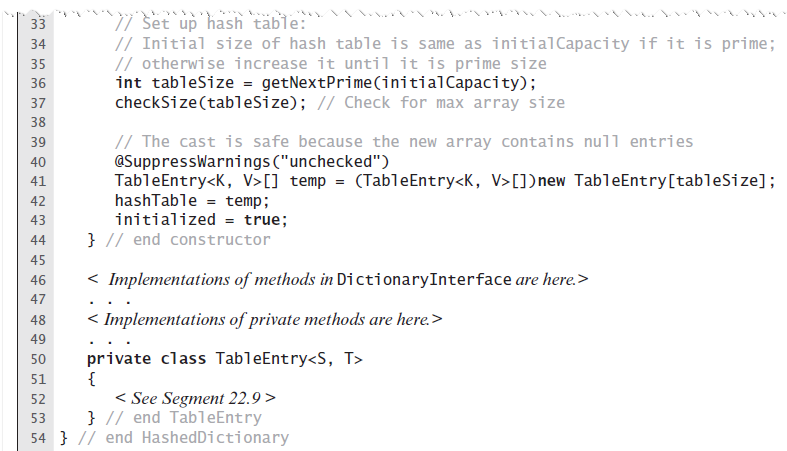 33 // Set up hash table:
34 // Initial size of hash table is same as initialCapacity if it is prime;
35 // otherwise increase it until it is prime size
36 int tableSize = getNextPrime(initialCapacity);
37 checkSize(tableSize); // Check for max array size
38
39 // The cast is safe because the new array contains null entries
40 @SuppressWarnings("unchecked")
41 TableEntry<K, V>[] temp = (TableEntry<K, V>[])new TableEntry[tableSize];
42 hashTable = temp;
43 initialized = true;
44 } // end constructor
45
46 < Implementations of methods in DictionaryInterface are here.>
47 . . .
48 < Implementations of private methods are here.>
49 . . .
50 private class TableEntry<S, T>
51 {
52 < See Segment 22.9 >
53 } // end TableEntry
54 } // end HashedDictionary